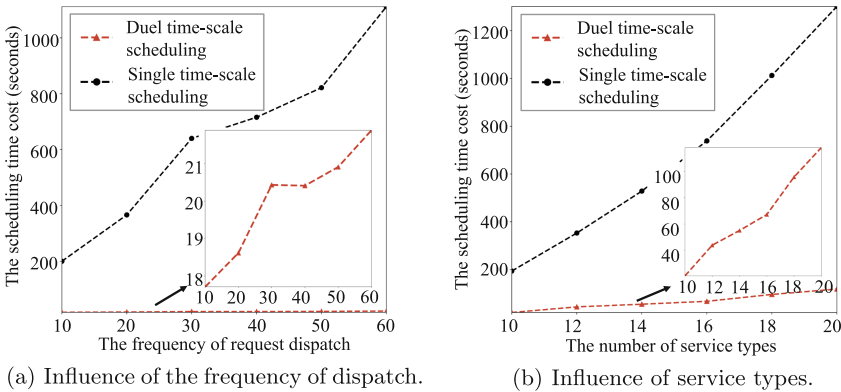 The scheduling time cost (seconds)
1000
800
600
400
200
Duel time-scale
scheduling
Single time-scale
scheduling
21
20
19
18
10 20 30 40 50 60
10 20 30 40 50 60
The frequency of request dispatch
(a) Influence of the frequency of dispatch.
The scheduling time cost (seconds)
1200
1300
1000
800
600
400
200
Duel time-scale
scheduling
Single time-scale
scheduling
100
80
60
40
10 12 14 16 18 20
10 12 14 16 18 20
The number of service types
(b) Influence of service types.